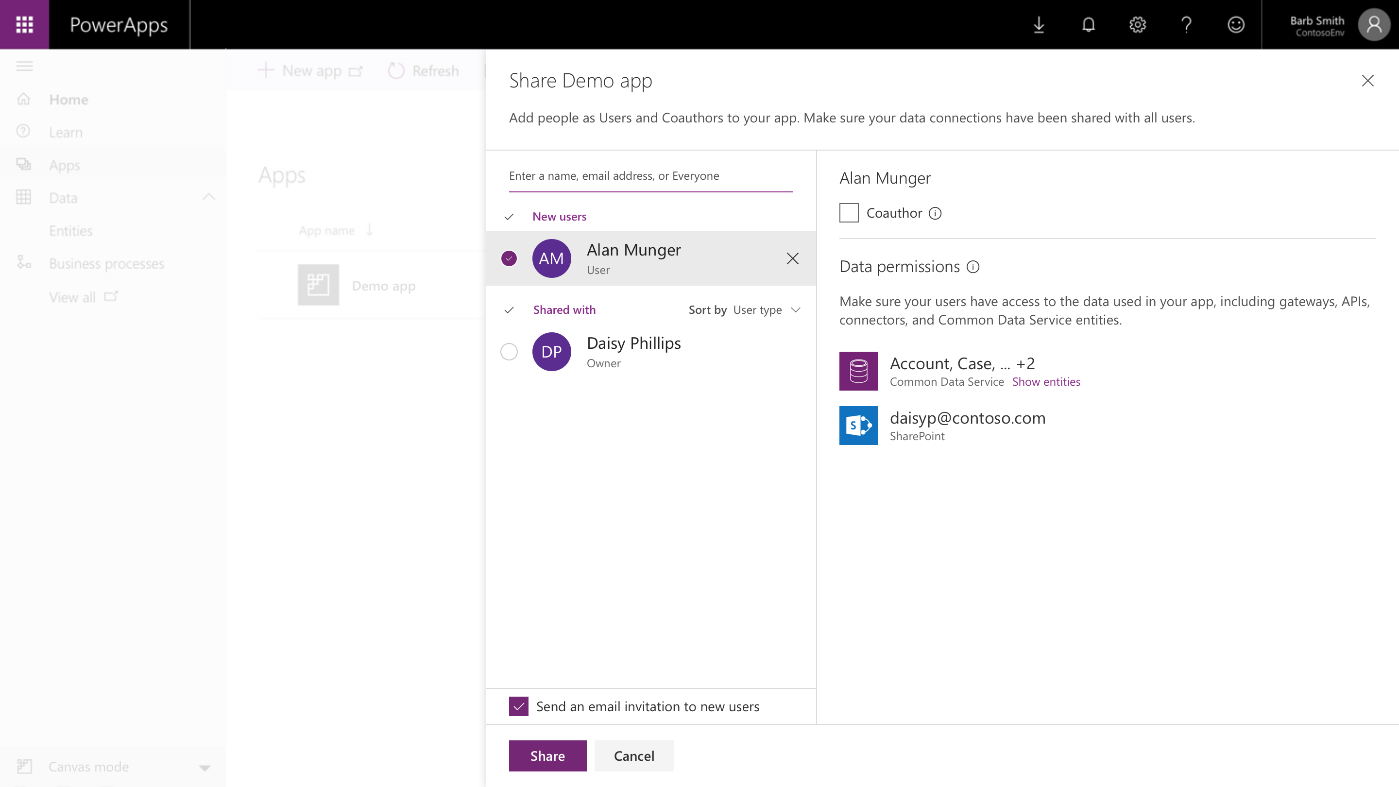 PowerApps
?
Barb Smith
ContosoEnv
Home
Learn
Apps
Data
Entities
Business processes
View all
Canvas mode
New app
Refresh
Apps
App name
Demo app
Share Demo app
Add people as Users and Coauthors to your app. Make sure your data connections have been shared with all users.
Enter a name, email address, or Everyone
New users
AM
Alan Munger
User
Shared with
Sort by User type
DP
Daisy Phillips
Owner
Send an email invitation to new users
Share
Cancel
Alan Munger
Coauthor
Data permissions
Make sure your users have access to the data used in your app, including gateways, APIs,
connectors, and Common Data Service entities.
Account, Case, ... +2
Common Data Service Show entities
S
daisyp@contoso.com
SharePoint